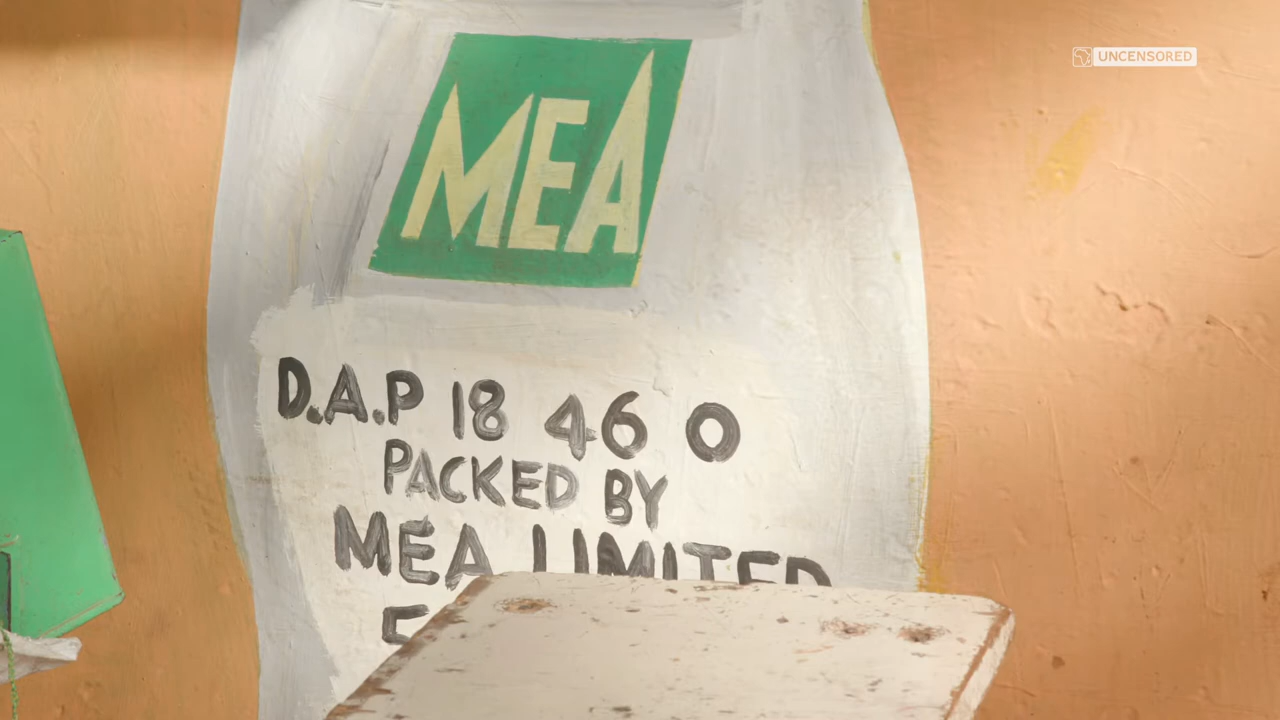 UNCENSORED
MEA
D.A.P 18 46 0
PACKED BY
MEA LIMITED